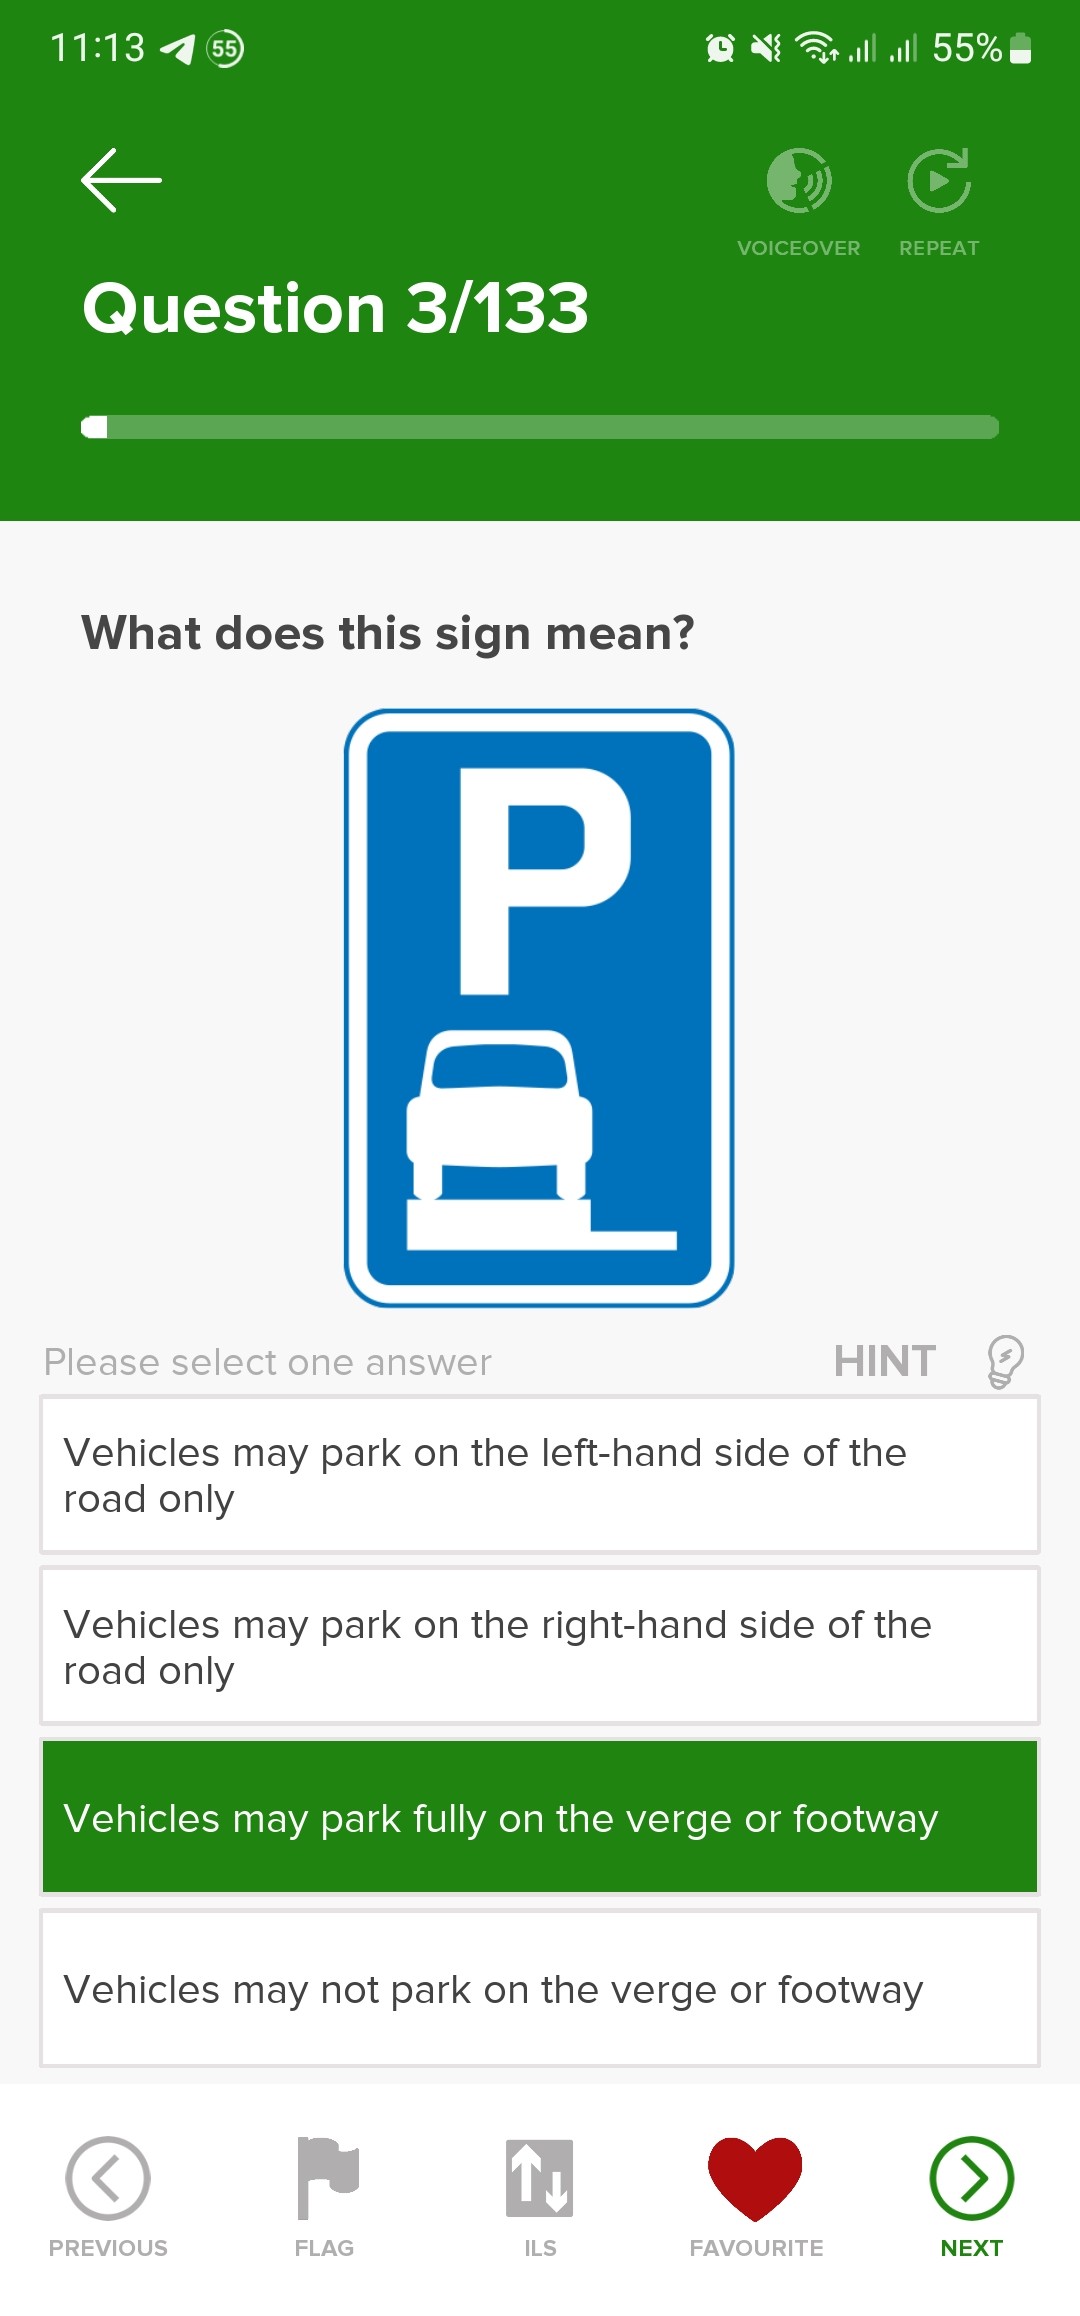 11:13 55 55%
VOICEOVER REPEAT
Question 3/133
What does this sign mean?
P
Please select one answer HINT
Vehicles may park on the left-hand side of the
road only
Vehicles may park on the right-hand side of the
road only
Vehicles may park fully on the verge or footway
Vehicles may not park on the verge or footway
PREVIOUS FLAG ILS FAVOURITE NEXT